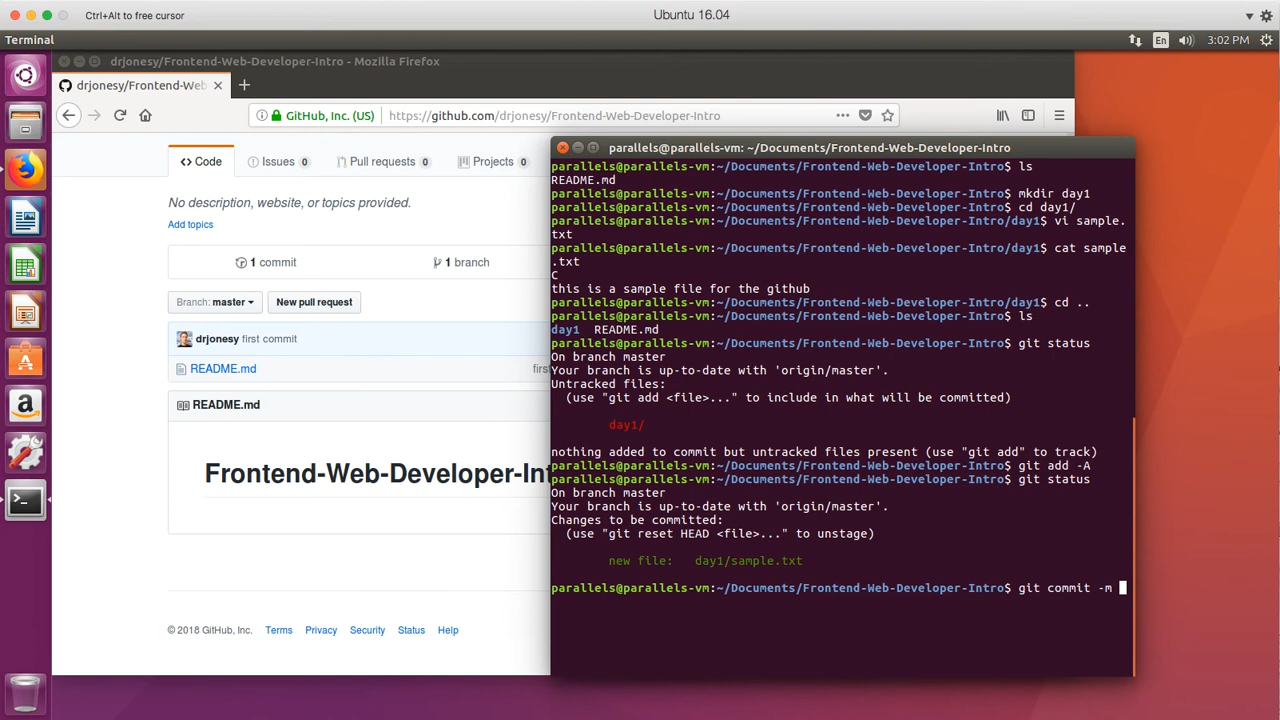 Ctrl+Alt to free cursor
Ubuntu 16.04
Terminal
En
3:02 PM
drjonesy/Frontend-Web-Developer-Intro - Mozilla Firefox
drjonesy/Frontend-Web
GitHub, Inc. (US)
https://github.com/drjonesy/Frontend-Web-Developer-Intro
<> Code
Issues 0
Pull requests 0
Projects 0
No description, website, or topics provided.
Add topics
1 commit
1 branch
Branch: master
New pull request
drjonesy first commit
README.md
firs
README.md
Frontend-Web-Developer-Int
© 2018 GitHub, Inc.
Terms
Privacy
Security
Status
Help
parallels@parallels-vm: ~/Documents/Frontend-Web-Developer-Intro
parallels@parallels-vm:~/Documents/Frontend-Web-Developer-Intro$ ls
README.md
parallels@parallels-vm:~/Documents/Frontend-Web-Developer-Intro$ mkdir day1
parallels@parallels-vm:~/Documents/Frontend-Web-Developer-Intro$ cd day1/
parallels@parallels-vm:~/Documents/Frontend-Web-Developer-Intro/day1$ vi sample.
txt
parallels@parallels-vm:~/Documents/Frontend-Web-Developer-Intro/day1$ cat sample
.txt
C
this is a sample file for the github
parallels@parallels-vm:~/Documents/Frontend-Web-Developer-Intro/day1$ cd ..
parallels@parallels-vm:~/Documents/Frontend-Web-Developer-Intro$ ls
day1  README.md
parallels@parallels-vm:~/Documents/Frontend-Web-Developer-Intro$ git status
On branch master
Your branch is up-to-date with 'origin/master'.
Untracked files:
  (use "git add <file>..." to include in what will be committed)
day1/
nothing added to commit but untracked files present (use "git add" to track)
parallels@parallels-vm:~/Documents/Frontend-Web-Developer-Intro$ git add -A
parallels@parallels-vm:~/Documents/Frontend-Web-Developer-Intro$ git status
On branch master
Your branch is up-to-date with 'origin/master'.
Changes to be committed:
  (use "git reset HEAD <file>..." to unstage)
new file:   day1/sample.txt
parallels@parallels-vm:~/Documents/Frontend-Web-Developer-Intro$ git commit -m